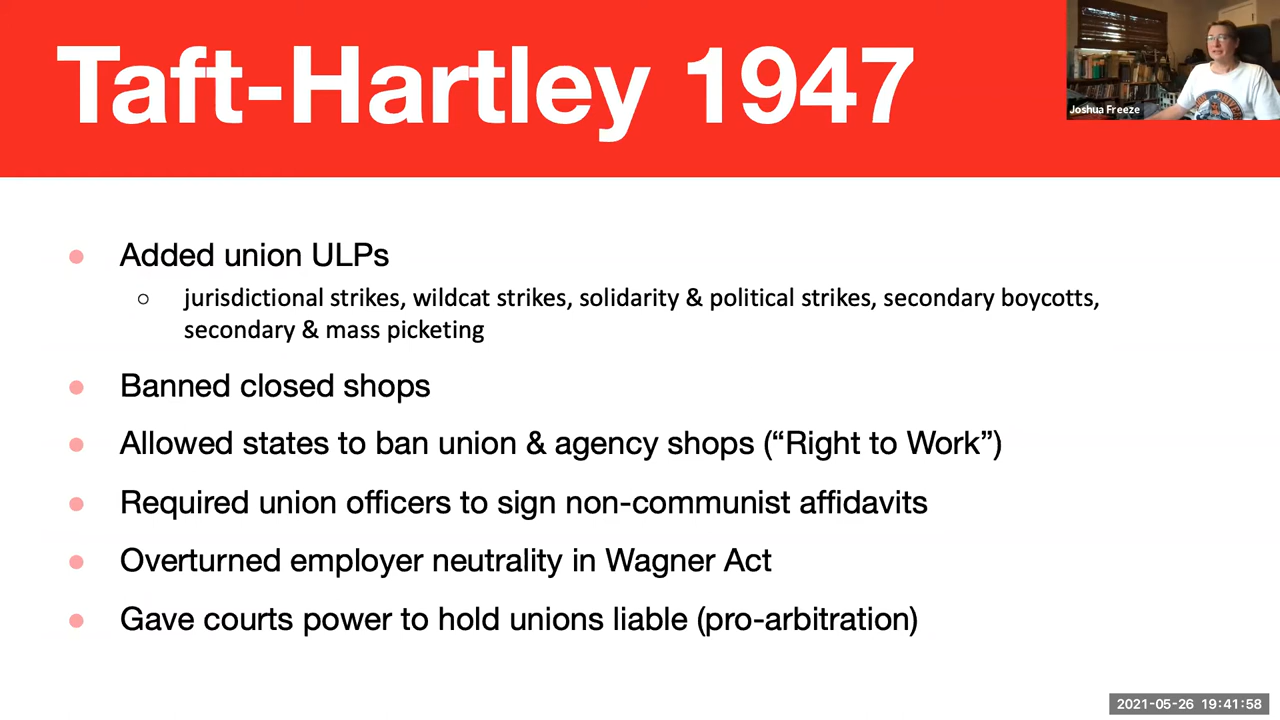 Taft-Hartley 1947
Joshua Freeze
● Added union ULPs
○ jurisdictional strikes, wildcat strikes, solidarity & political strikes, secondary boycotts,
secondary & mass picketing
● Banned closed shops
● Allowed states to ban union & agency shops (“Right to Work”)
● Required union officers to sign non-communist affidavits
● Overturned employer neutrality in Wagner Act
● Gave courts power to hold unions liable (pro-arbitration)
2021-05-26 19:41:58